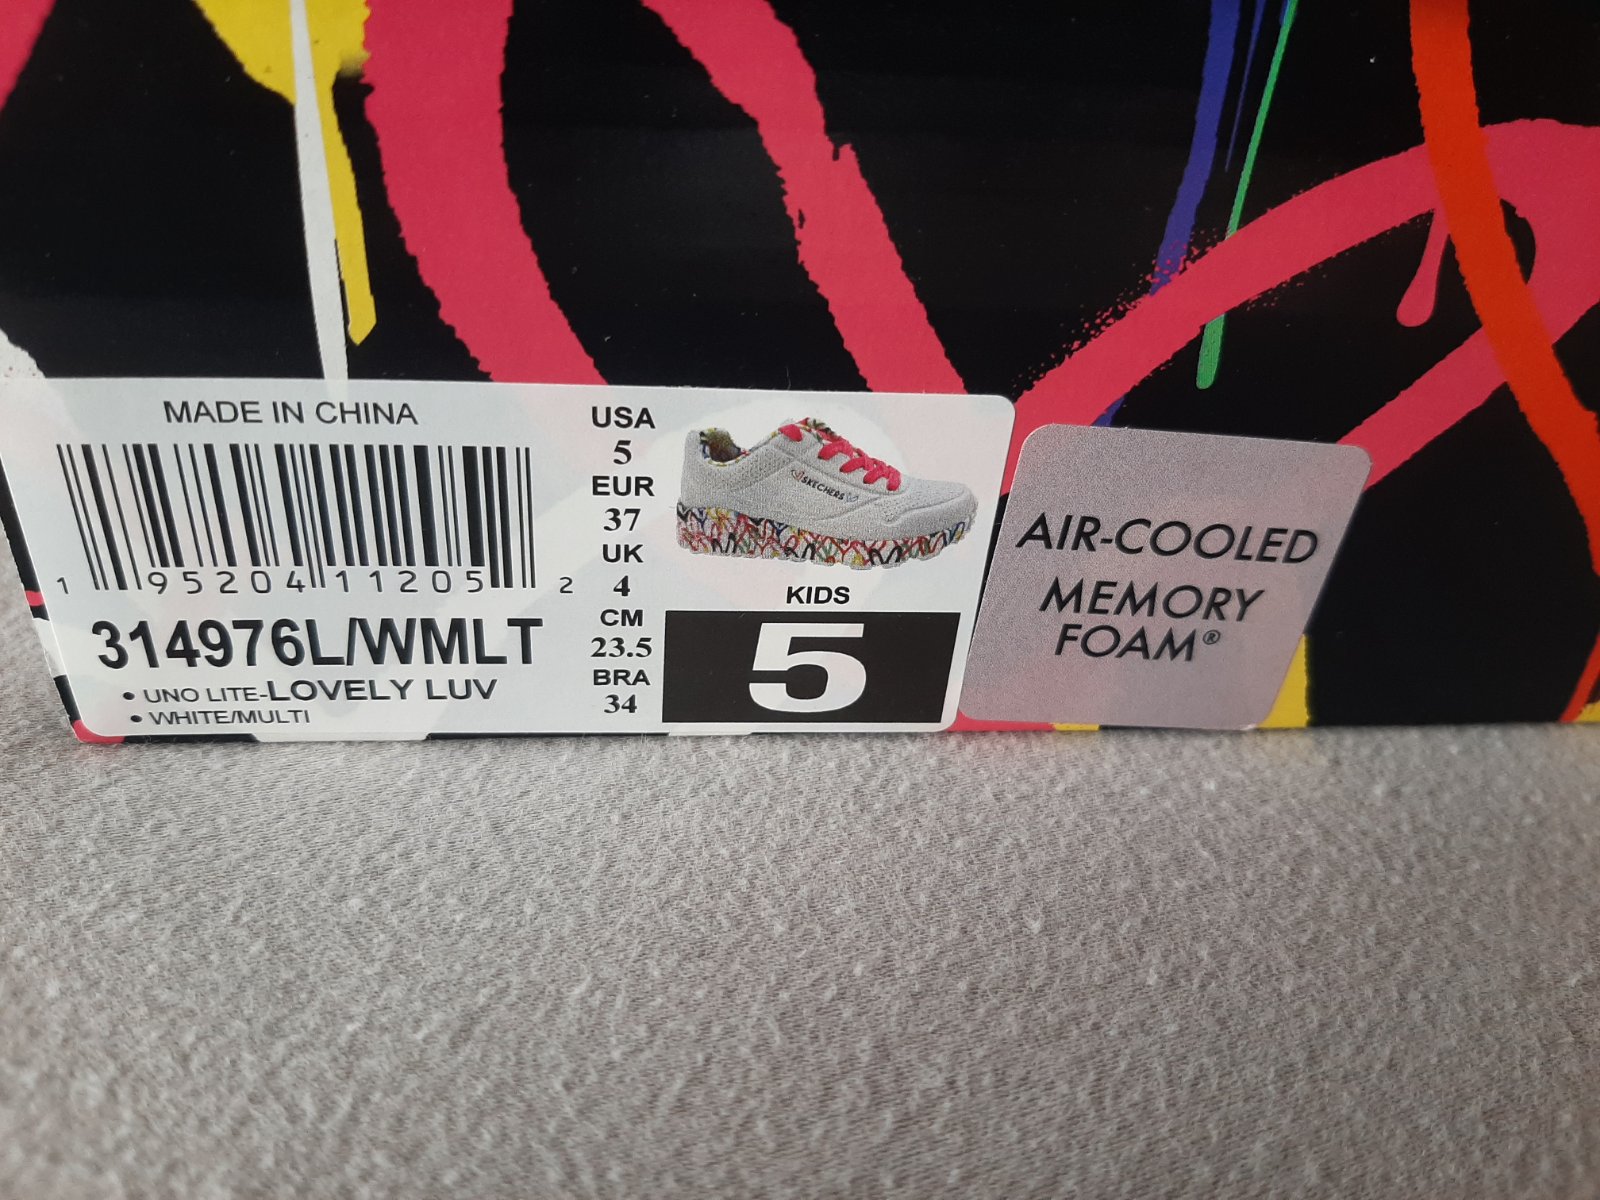 MADE IN CHINA
1 95204 11205 2
314976L/WMLT
• UNO LITE-LOVELY LUV
• WHITE/MULTI
USA
5
EUR
37
UK
4
CM
23.5
BRA
34
SKECHERS
KIDS
5
AIR-COOLED
MEMORY
FOAM®